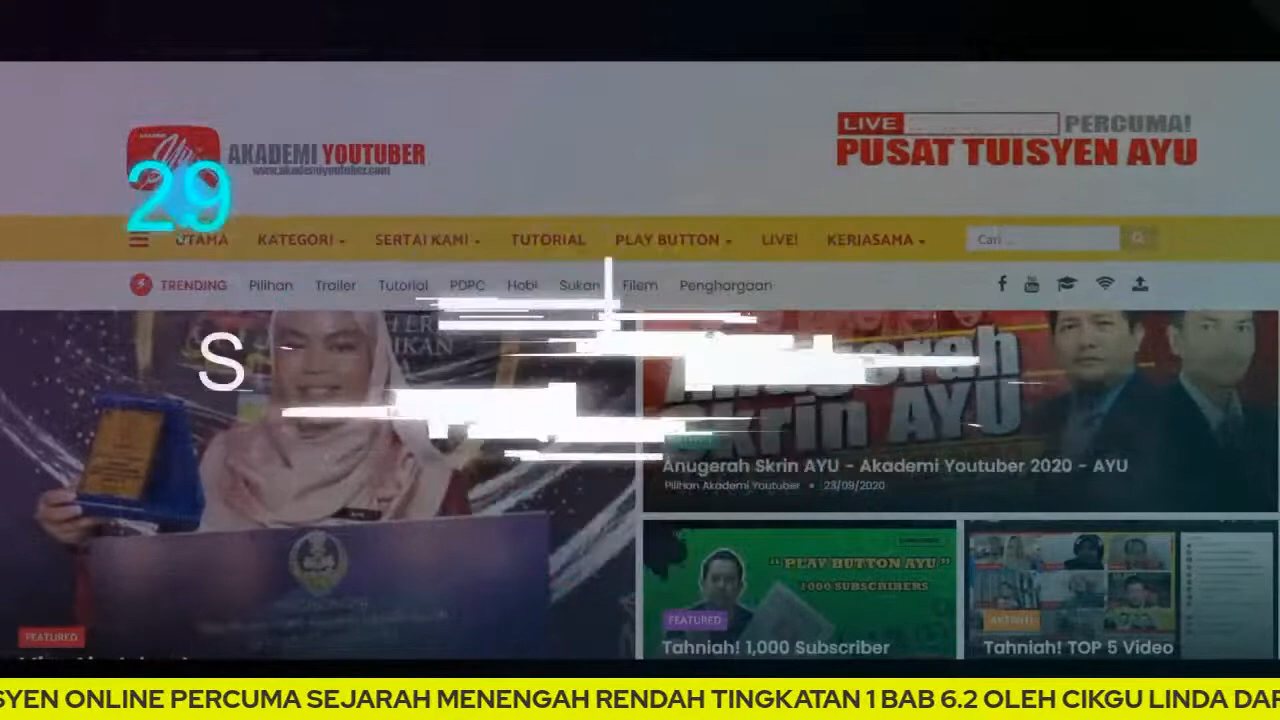 LIVE PERCUMA!
PUSAT TUISYEN AYU
AKADEMI YOUTUBER
www.akademiyoutuber.com
29
UTAMA KATEGORI SERTAI KAMI TUTORIAL PLAY BUTTON LIVE! KERJASAMA Cari ...
TRENDING Pilihan Trailer Tutorial PDPC Hobi Sukan Filem Penghargaan
S
Skrin AYU
Anugerah Skrin AYU - Akademi Youtuber 2020 - AYU
Pilihan Akademi Youtuber • 23/09/2020
"PLAY BUTTON AYU"
1000 SUBSCRIBERS
FEATURED
FEATURED
Tahniah! 1,000 Subscriber
Tahniah! TOP 5 Video
SYEN ONLINE PERCUMA SEJARAH MENENGAH RENDAH TINGKATAN 1 BAB 6.2 OLEH CIKGU LINDA DAR